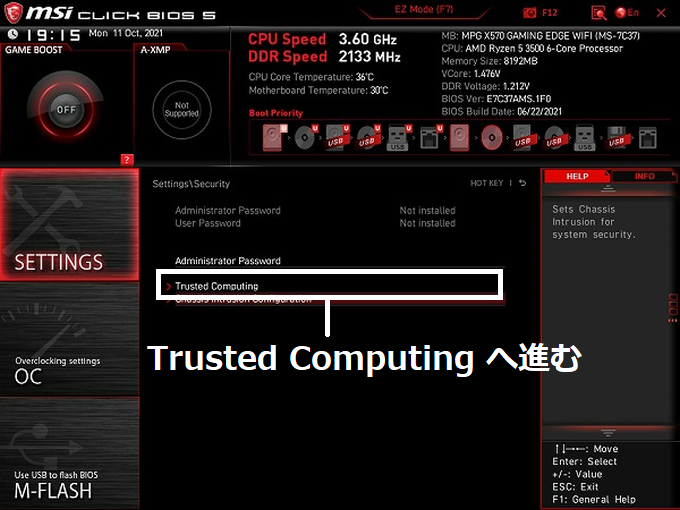 msi CLICK BIOS 5
EZ Mode (F7)
F12
En
19:15 Mon 11 Oct, 2021
GAME BOOST
A-XMP
OFF
Not
Supported
?
CPU Speed 3.60 GHz
DDR Speed 2133 MHz
CPU Core Temperature: 36°C
Motherboard Temperature: 30°C
MB: MPG X570 GAMING EDGE WIFI (MS-7C37)
CPU: AMD Ryzen 5 3500 6-Core Processor
Memory Size: 8192MB
VCore: 1.476V
DDR Voltage: 1.212V
BIOS Ver: E7C37AMS.1F0
BIOS Build Date: 06/22/2021
Boot Priority
U U U U U U
USB USB USB USB USB USB
SETTINGS
Overclocking settings
OC
Use USB to flash BIOS
M-FLASH
Settings\Security
HOT KEY
Administrator Password Not installed
User Password Not installed
Administrator Password
Trusted Computing
Chassis Intrusion Configuration
Trusted Computing へ進む
HELP
INFO
Sets Chassis
Intrusion for
system security.
↑↓→←: Move
Enter: Select
+/-: Value
ESC: Exit
F1: General Help